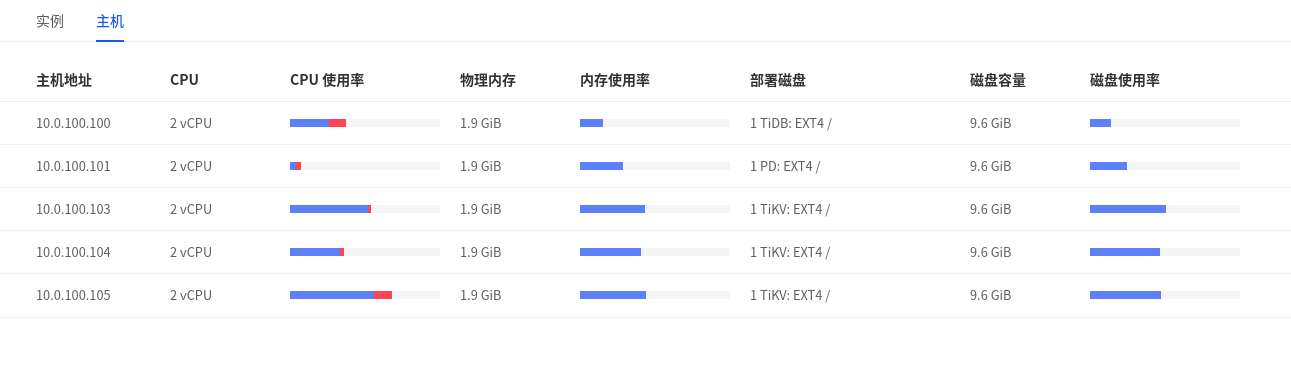 实例 主机
主机地址 CPU CPU 使用率 物理内存 内存使用率 部署磁盘 磁盘容量 磁盘使用率
10.0.100.100 2 vCPU 1.9 GiB 1 TiDB: EXT4 / 9.6 GiB
10.0.100.101 2 vCPU 1.9 GiB 1 PD: EXT4 / 9.6 GiB
10.0.100.103 2 vCPU 1.9 GiB 1 TiKV: EXT4 / 9.6 GiB
10.0.100.104 2 vCPU 1.9 GiB 1 TiKV: EXT4 / 9.6 GiB
10.0.100.105 2 vCPU 1.9 GiB 1 TiKV: EXT4 / 9.6 GiB